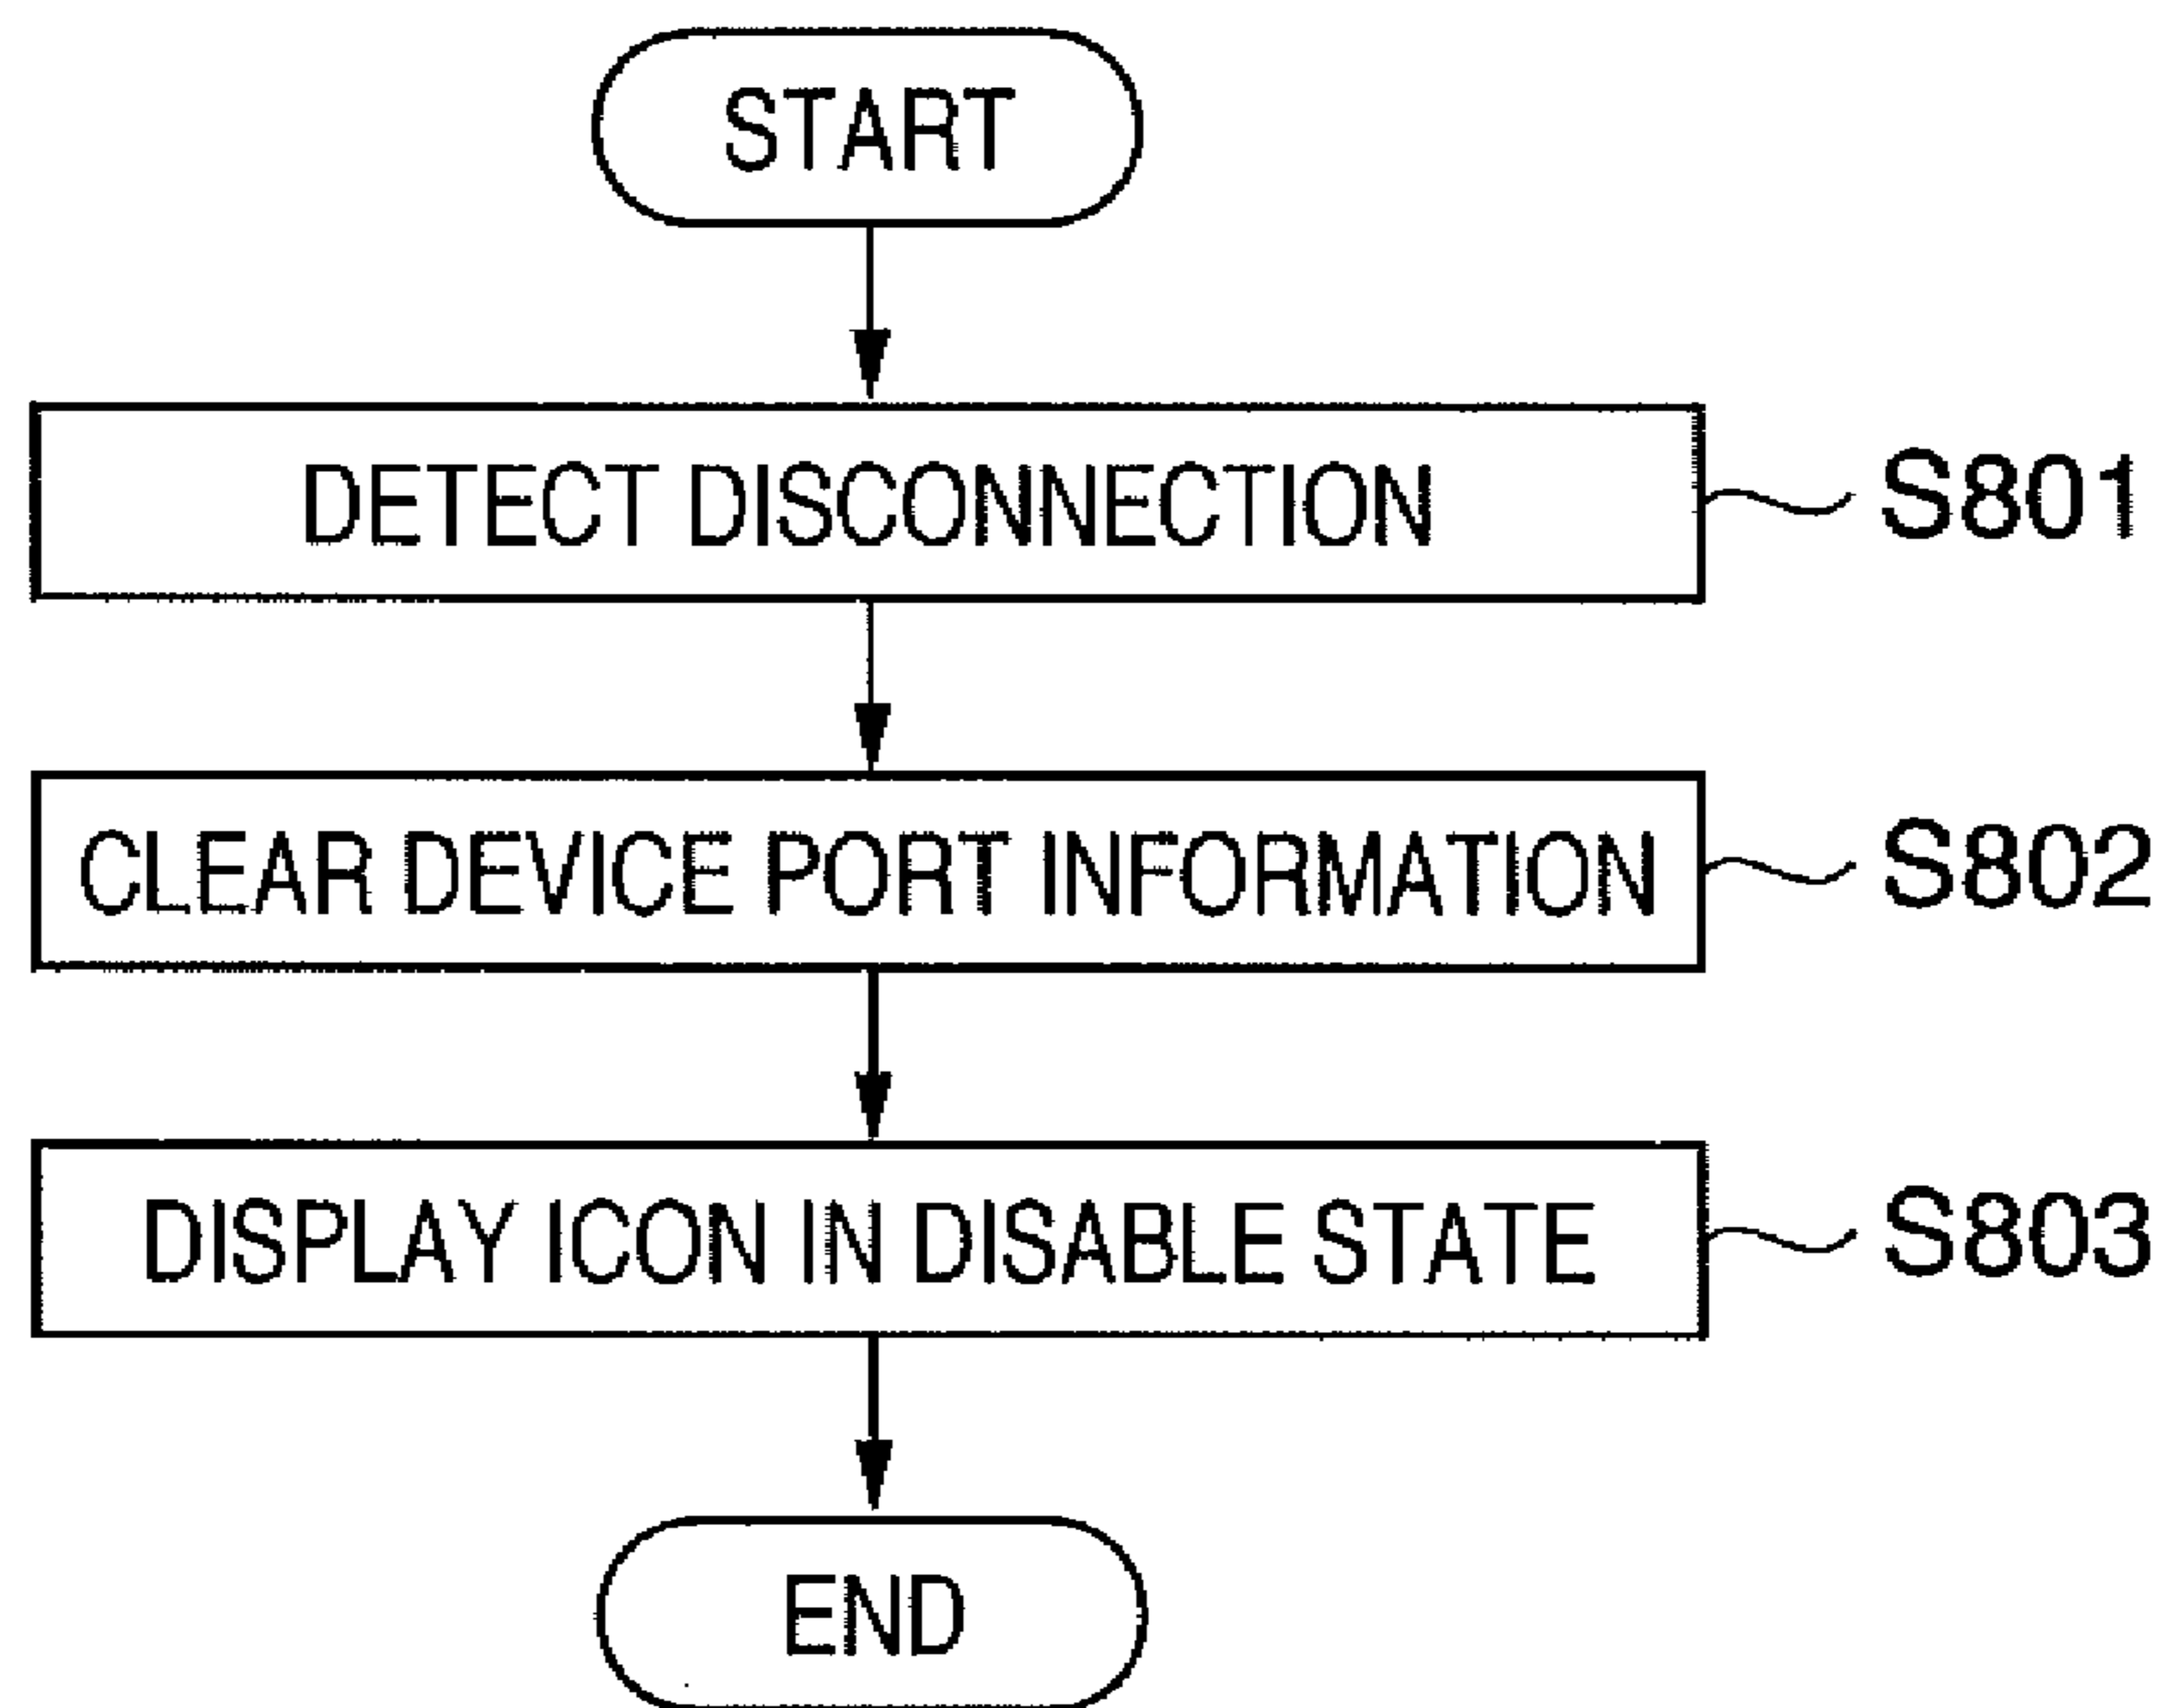 START
DETECT DISCONNECTION S801
CLEAR DEVICE PORT INFORMATION S802
DISPLAY ICON IN DISABLE STATE S803
END